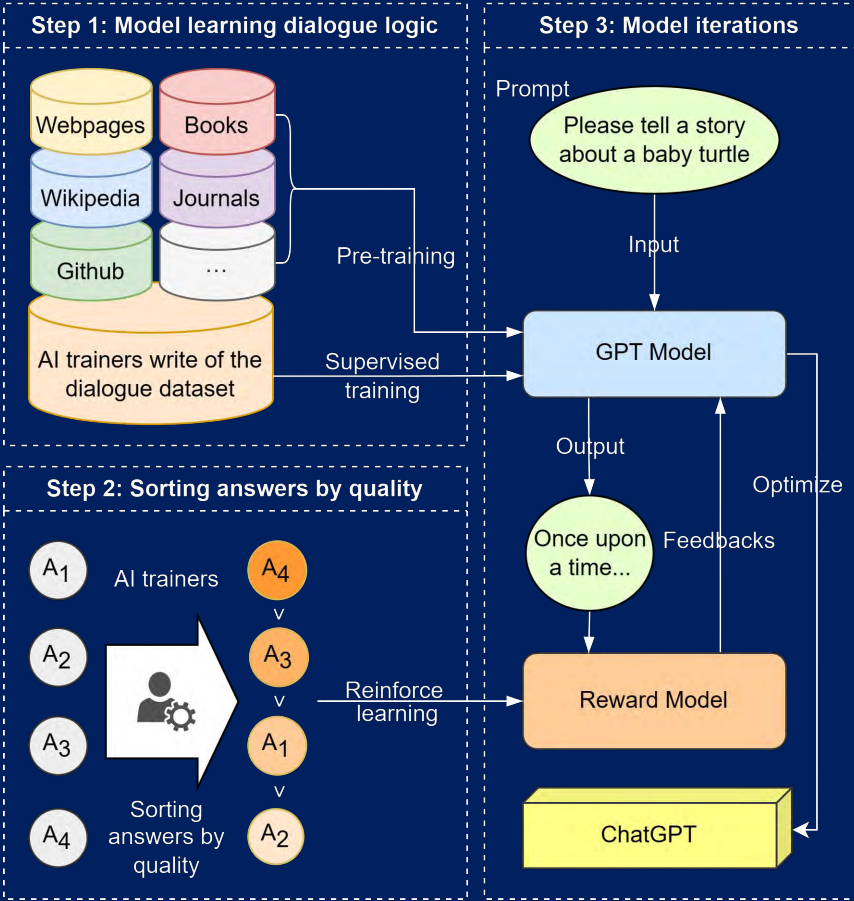 Step 1: Model learning dialogue logic
Webpages
Books
Wikipedia
Journals
Github
...
Pre-training
AI trainers write of the
dialogue dataset
Supervised
training
Step 2: Sorting answers by quality
A1
A2
A3
A4
AI trainers
Sorting
answers by
quality
A4
v
A3
v
A1
v
A2
Reinforce
learning
Step 3: Model iterations
Prompt
Please tell a story
about a baby turtle
Input
GPT Model
Output
Once upon
a time...
Feedbacks
Optimize
Reward Model
ChatGPT